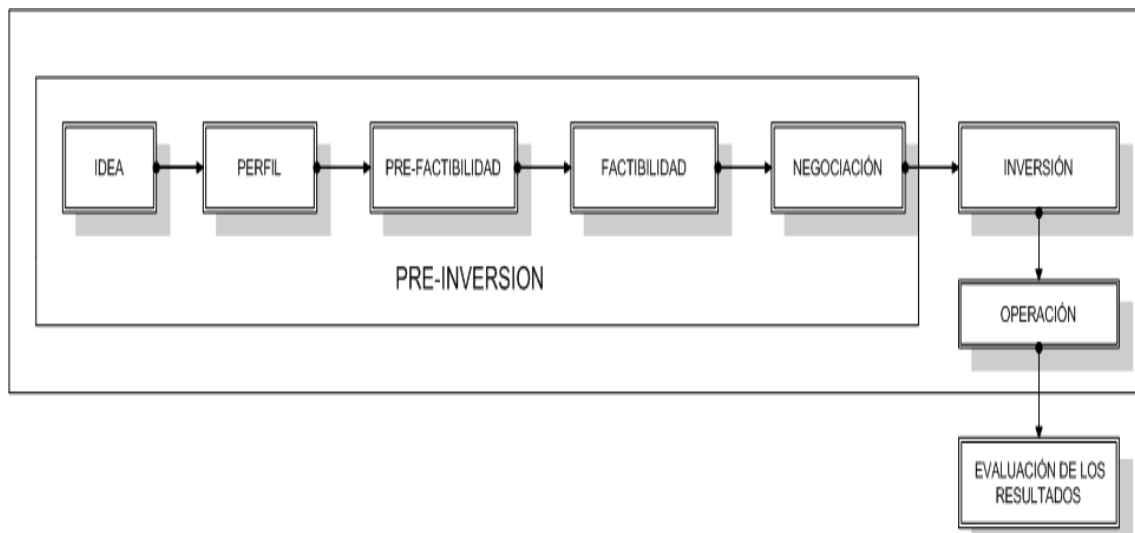 IDEA
PERFIL
PRE-FACTIBILIDAD
FACTIBILIDAD
NEGOCIACIÓN
INVERSIÓN
PRE-INVERSION
OPERACIÓN
EVALUACIÓN DE LOS
RESULTADOS